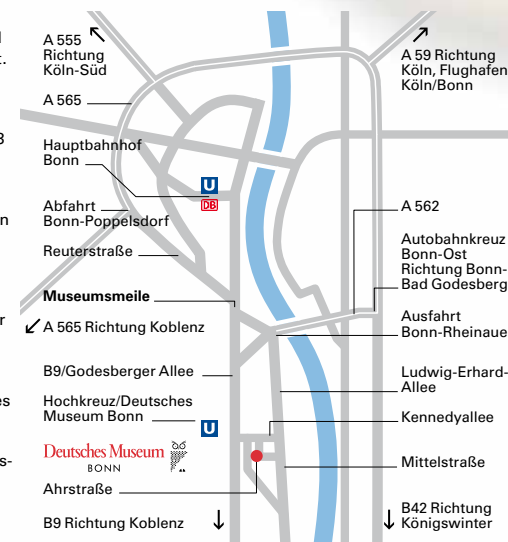 A 555
Richtung
Köln-Süd
A 565
Hauptbahnhof
Bonn
U
DB
Abfahrt
Bonn-Poppelsdorf
Reuterstraße
Museumsmeile
A 565 Richtung Koblenz
B9/Godesberger Allee
Hochkreuz/Deutsches
Museum Bonn
U
Deutsches Museum
BONN
Ahrstraße
B9 Richtung Koblenz
A 59 Richtung
Köln, Flughafen
Köln/Bonn
A 562
Autobahnkreuz
Bonn-Ost
Richtung Bonn-
Bad Godesberg
Ausfahrt
Bonn-Rheinaue
Ludwig-Erhard-
Allee
Kennedyallee
Mittelstraße
B42 Richtung
Königswinter